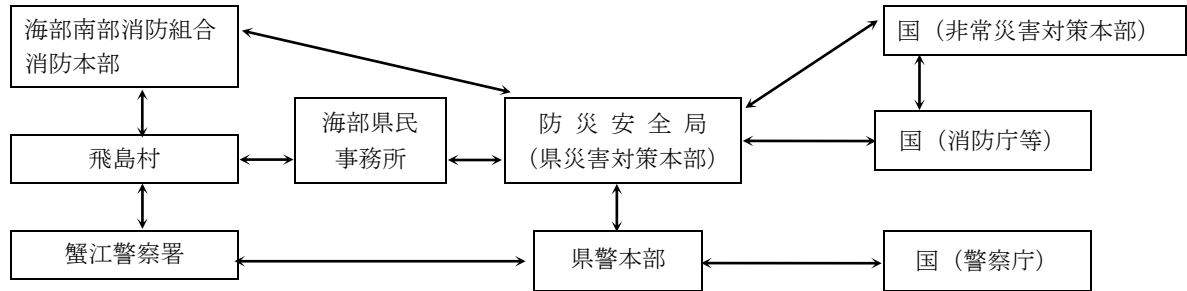 海部南部消防組合
消防本部
国（非常災害対策本部）
海部県民
事務所
防災安全局
（県災害対策本部）
国（消防庁等）
飛島村
蟹江警察署
県警本部
国（警察庁）